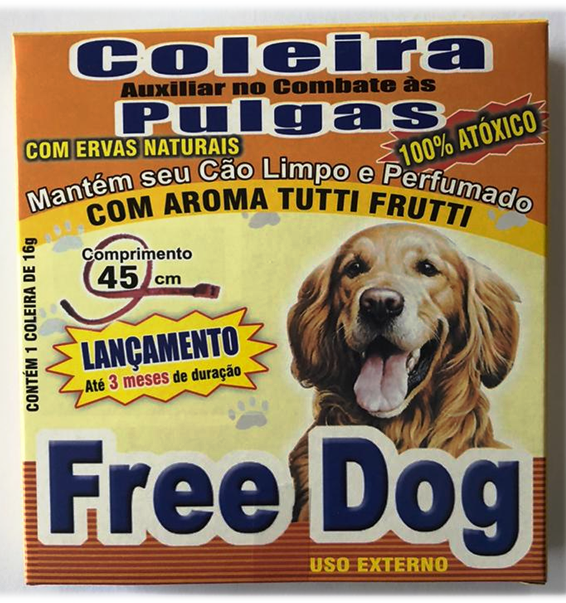 Coleira
Auxiliar no Combate às
Pulgas
COM ERVAS NATURAIS
100% ATÓXICO
Mantém seu Cão Limpo e Perfumado
COM AROMA TUTTI FRUTTI
Comprimento
45 cm
CONTÉM 1 COLEIRA DE 16g
LANÇAMENTO
Até 3 meses de duração
Free Dog
USO EXTERNO